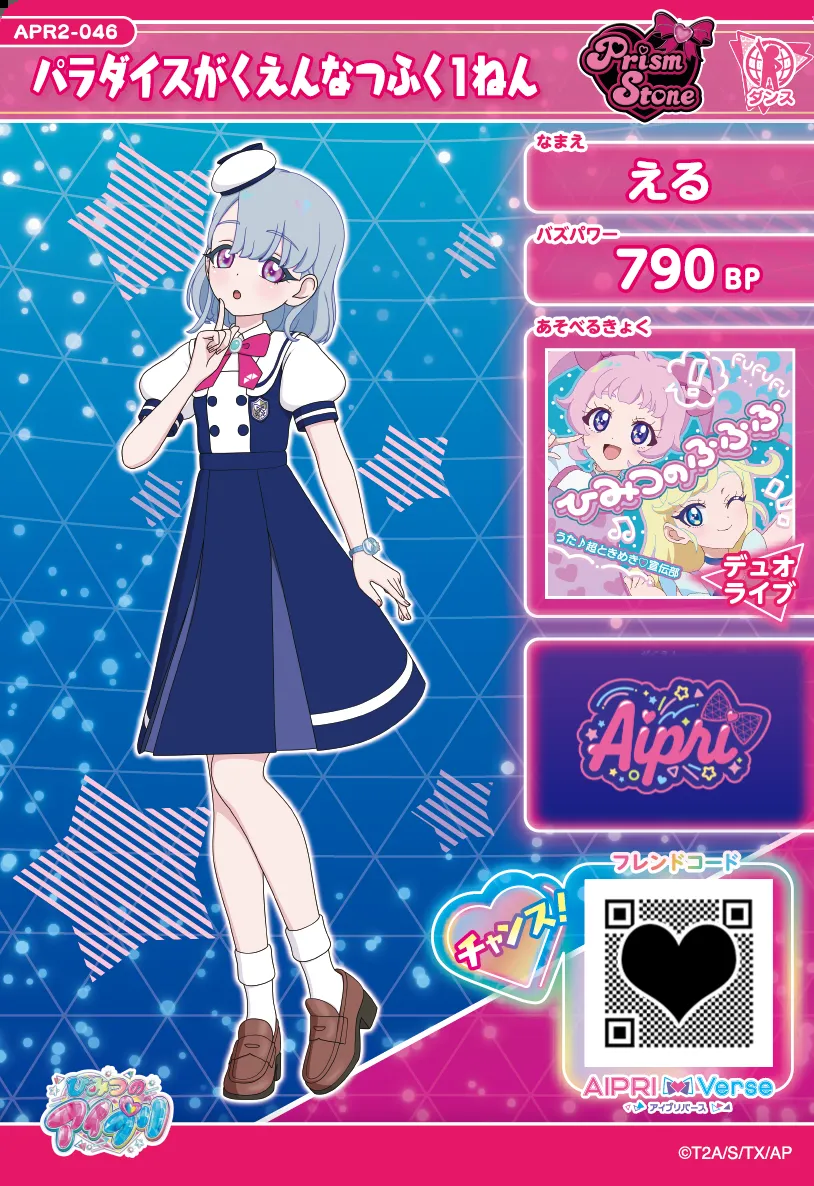 APR2-046
パラダイスがくえんなつふく1ねん
Prism
Stone
ダンス
なまえ
える
バズパワー
790 BP
あそべるきょく
FUFUFU
ひみつのふふふ
うた♪超ときめき♡宣伝部
デュオ
ライブ
Aipri
フレンドコード
チャンス!
AIPRI Verse
アイプリバース
ひみつの
アイプリ
©T2A/S/TX/AP